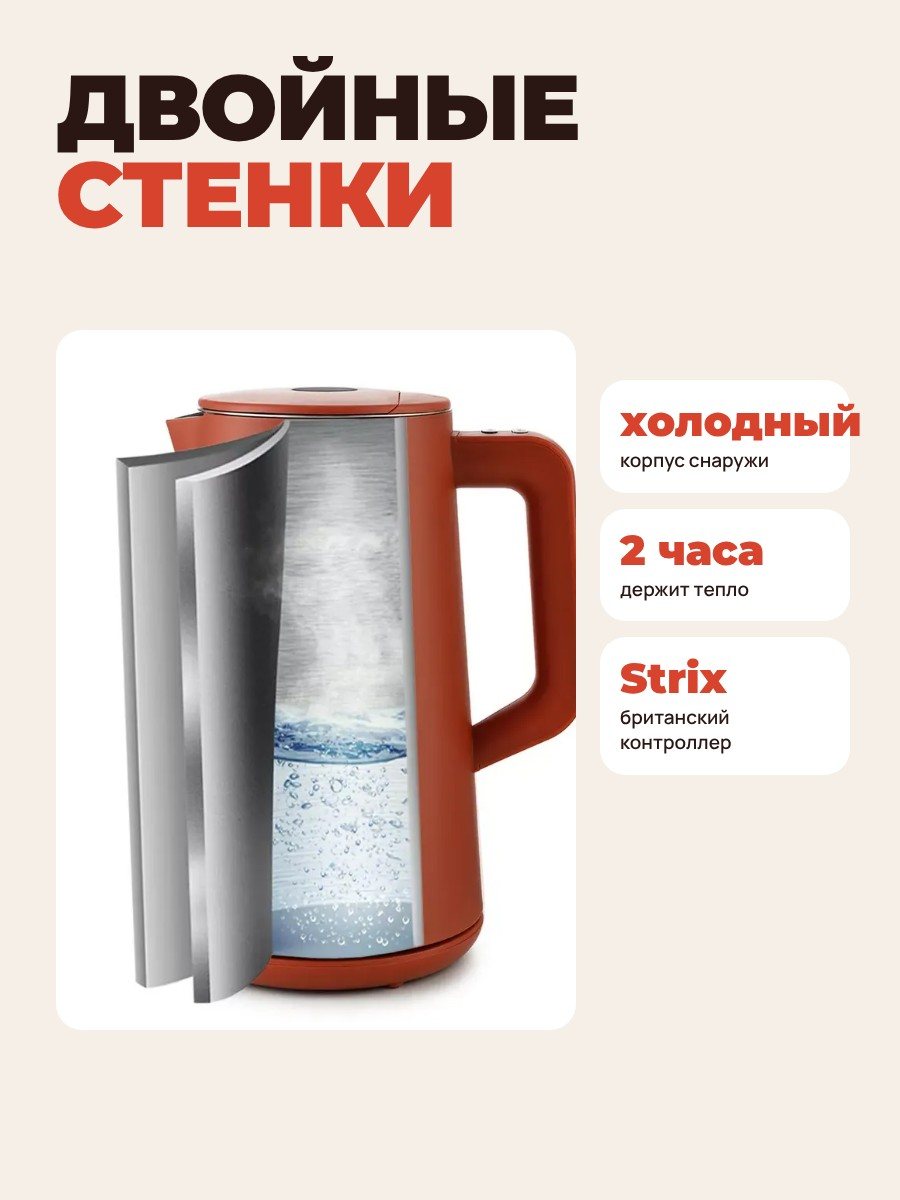 ДВОЙНЫЕ
СТЕНКИ
холодный
корпус снаружи
2 часа
держит тепло
Strix
британский
контроллер